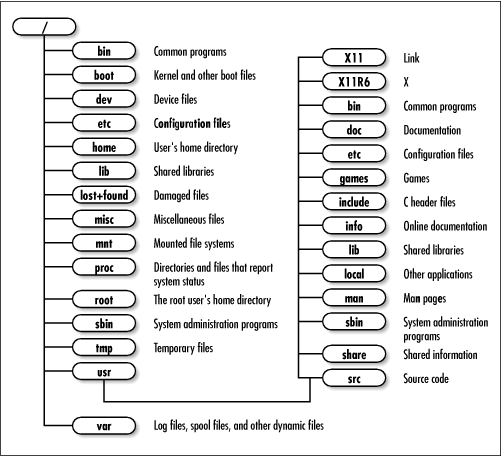 /
bin Common programs
boot Kernel and other boot files
dev Device files
etc Configuration files
home User's home directory
lib Shared libraries
lost+found Damaged files
misc Miscellaneous files
mnt Mounted file systems
proc Directories and files that report
system status
root The root user's home directory
sbin System administration programs
tmp Temporary files
usr
var Log files, spool files, and other dynamic files
X11 Link
X11R6 X
bin Common programs
doc Documentation
etc Configuration files
games Games
include C header files
info Online documentation
lib Shared libraries
local Other applications
man Man pages
sbin System administration
programs
share Shared information
src Source code